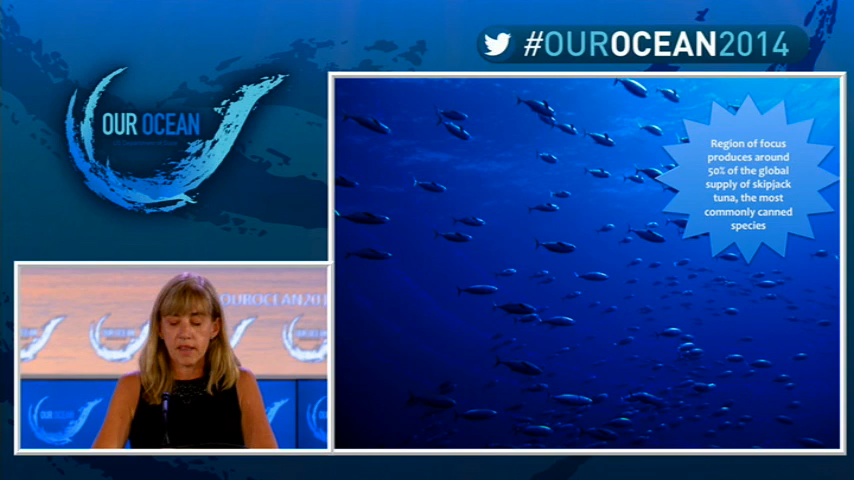 #OUROCEAN2014
OUR OCEAN
Region of focus
produces around
50% of the global
supply of skipjack
tuna, the most
commonly canned
species
OUROCEAN201